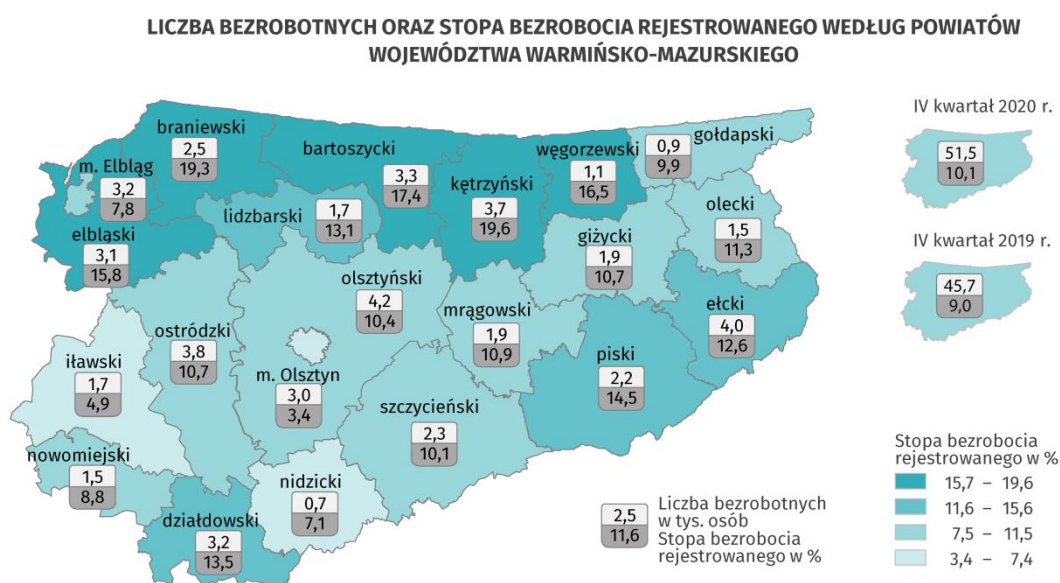 LICZBA BEZROBOTNYCH ORAZ STOPA BEZROBOCIA REJESTROWANEGO WEDŁUG POWIATÓW
WOJEWÓDZTWA WARMIŃSKO-MAZURSKIEGO
IV kwartał 2020 r.
51,5
10,1
IV kwartał 2019 r.
45,7
9,0
braniewski
2,5
19,3
bartoszycki
3,3
17,4
węgorzewski
1,1
16,5
gołdapski
0,9
9,9
m. Elbląg
3,2
7,8
lidzbarski
1,7
13,1
kętrzyński
3,7
19,6
olecki
1,5
11,3
elbląski
3,1
15,8
giżycki
1,9
10,7
olsztyński
4,2
10,4
mrągowski
1,9
10,9
ełcki
4,0
12,6
ostródzki
3,8
10,7
iławski
1,7
4,9
m. Olsztyn
3,0
3,4
piski
2,2
14,5
szczycieński
2,3
10,1
nowomiejski
1,5
8,8
nidzicki
0,7
7,1
działdowski
3,2
13,5
2,5
11,6
Liczba bezrobotnych
w tys. osób
Stopa bezrobocia
rejestrowanego w %
Stopa bezrobocia
rejestrowanego w %
15,7 – 19,6
11,6 – 15,6
7,5 – 11,5
3,4 – 7,4